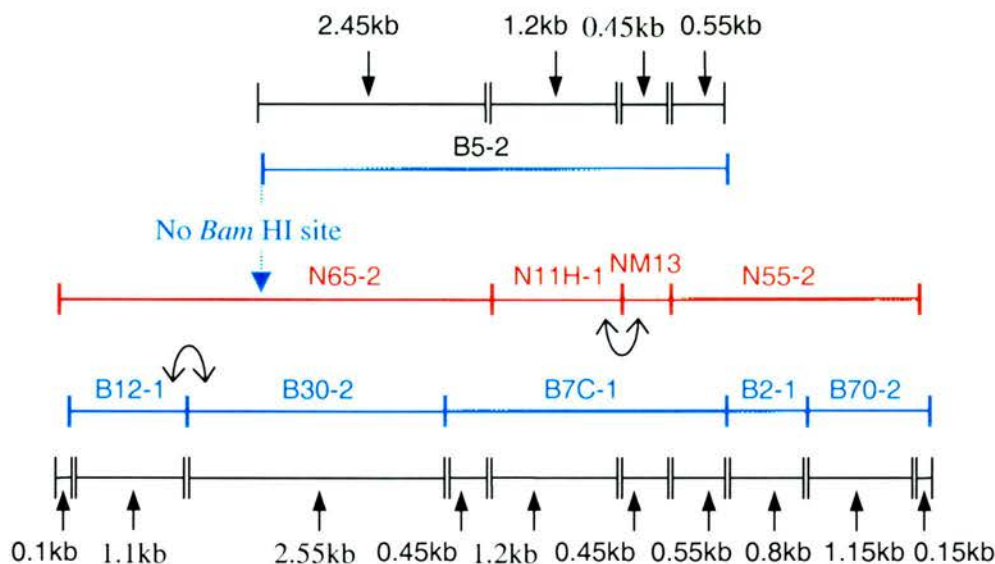 2.45kb 1.2kb 0.45kb 0.55kb
B5-2
No Bam HI site
N65-2 N11H-1 NM13 N55-2
B12-1 B30-2 B7C-1 B2-1 B70-2
0.1kb 1.1kb 2.55kb 0.45kb 1.2kb 0.45kb 0.55kb 0.8kb 1.15kb 0.15kb